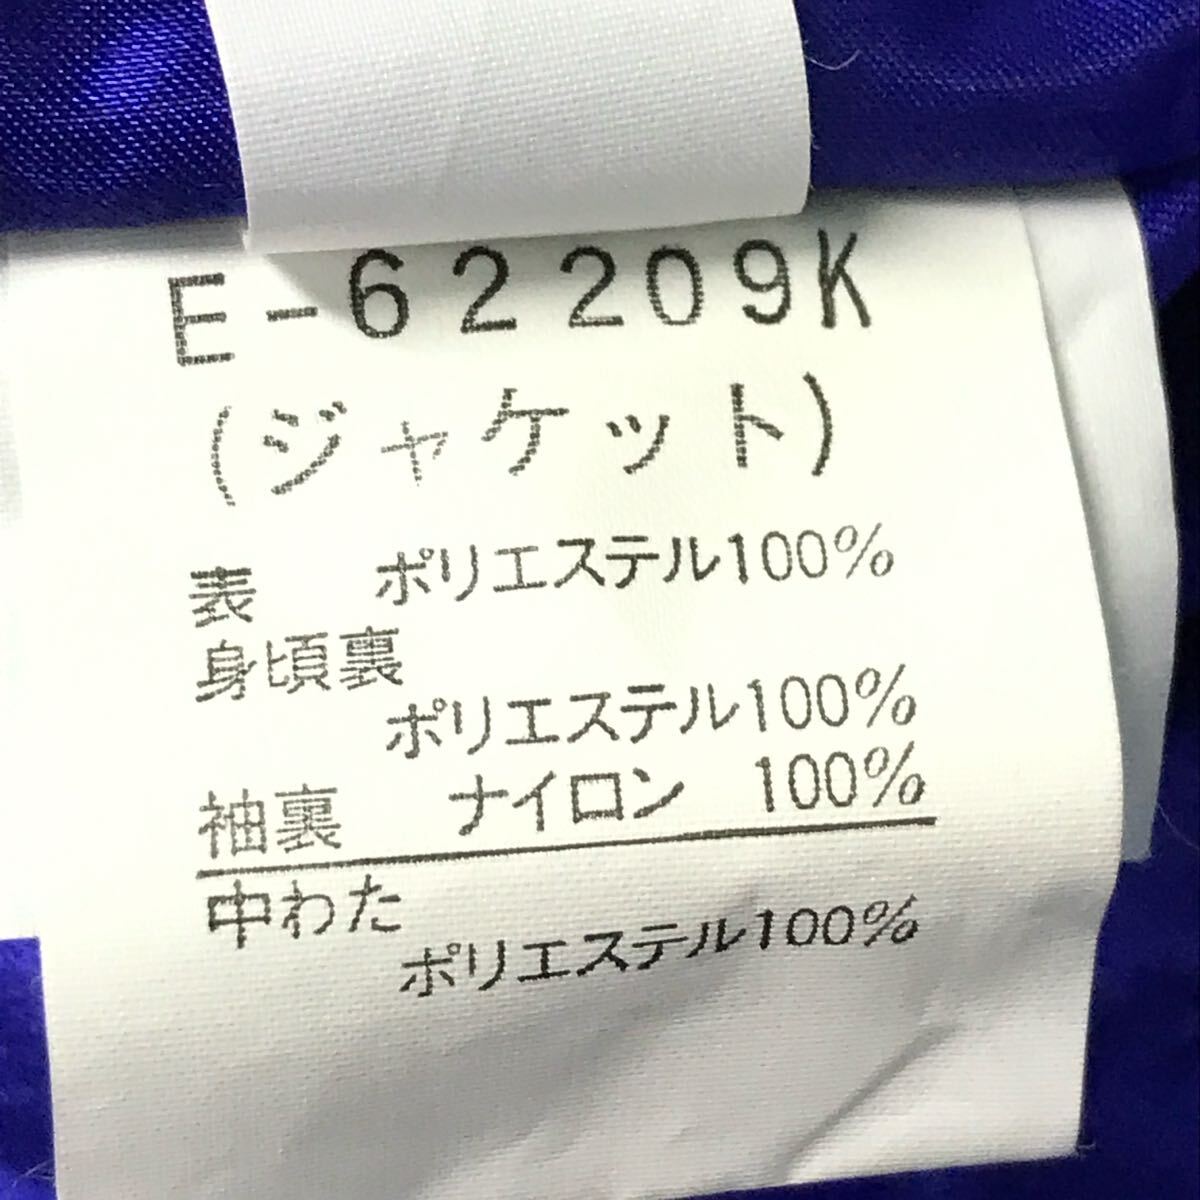 E-62209K
(ジャケット)
表 ポリエステル100%
身頃裏
ポリエステル100%
袖裏 ナイロン 100%
中わた
ポリエステル100%